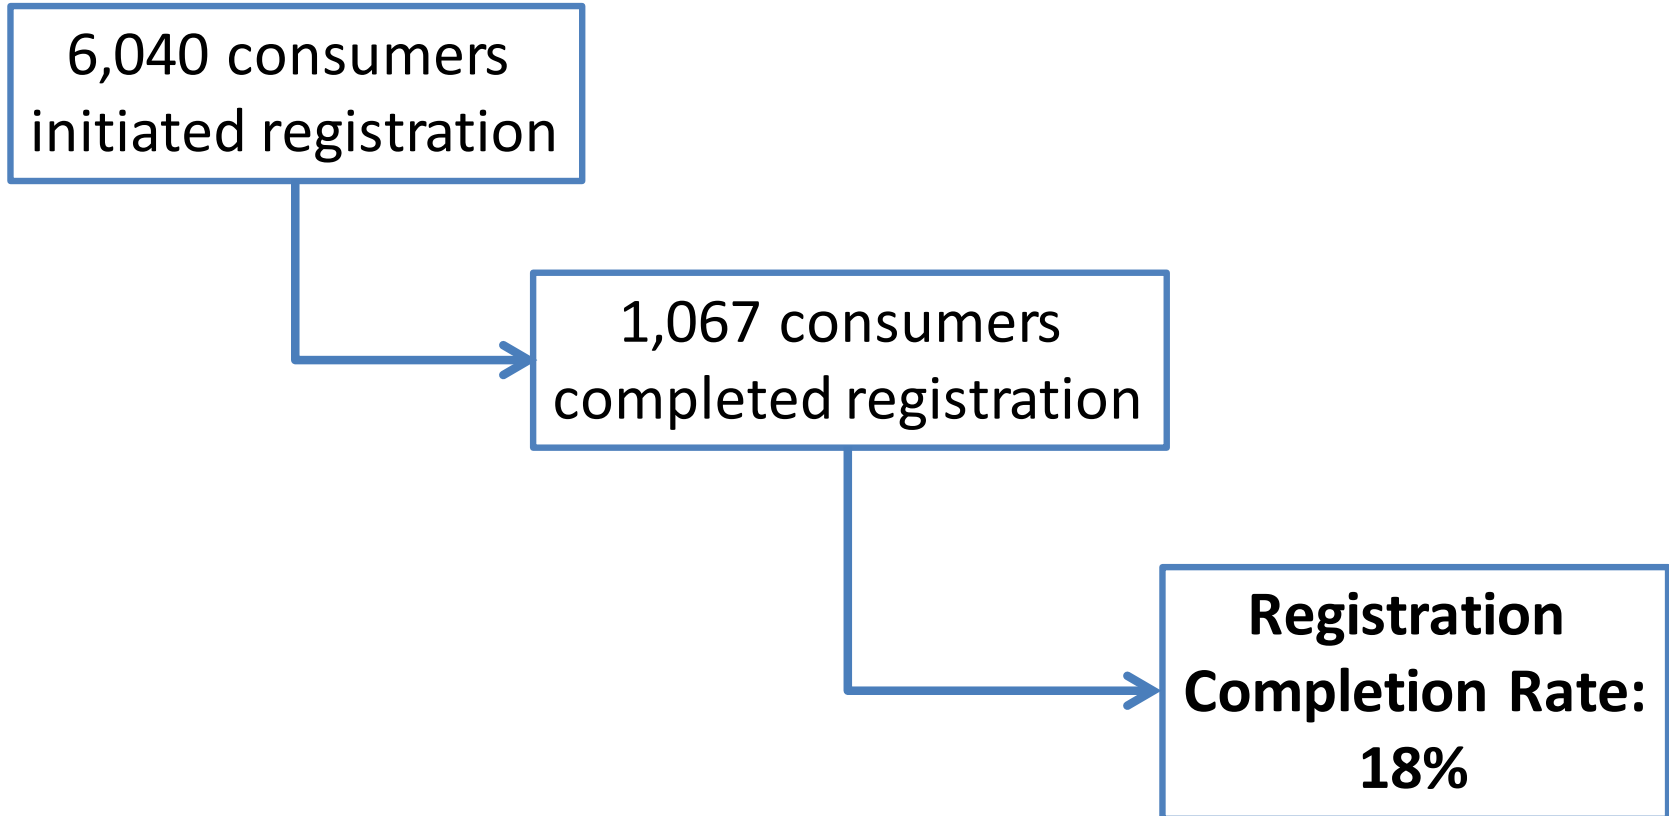 6,040 consumers
initiated registration
1,067 consumers
completed registration
Registration
Completion Rate:
18%